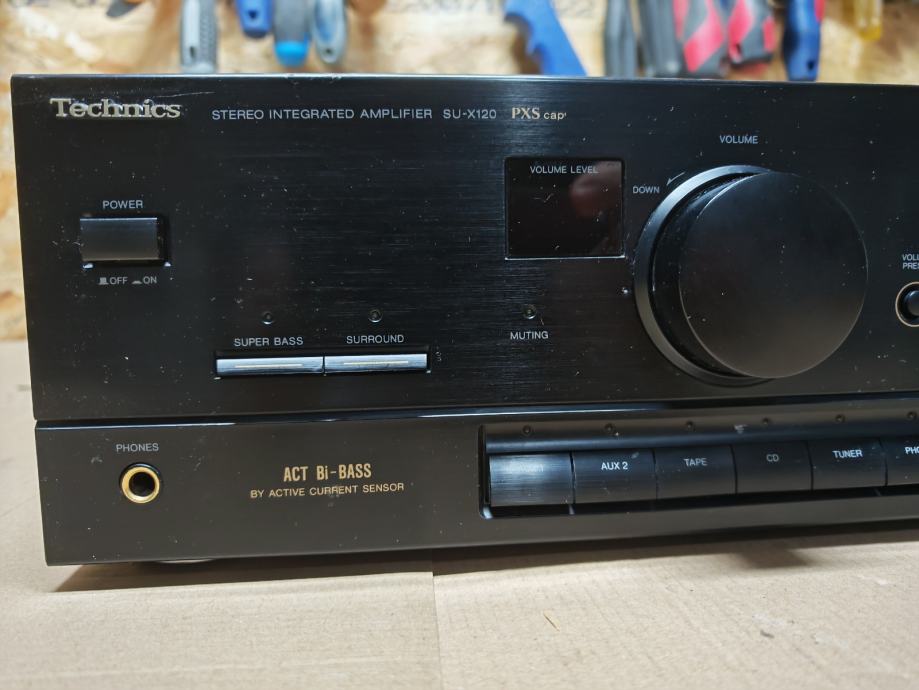 Technics
STEREO INTEGRATED AMPLIFIER SU-X120 PXS cap'
VOLUME
VOLUME LEVEL
DOWN
POWER
OFF ON
SUPER BASS
SURROUND
MUTING
PHONES
ACT Bi-BASS
BY ACTIVE CURRENT SENSOR
AUX 2
TAPE
CD
TUNER